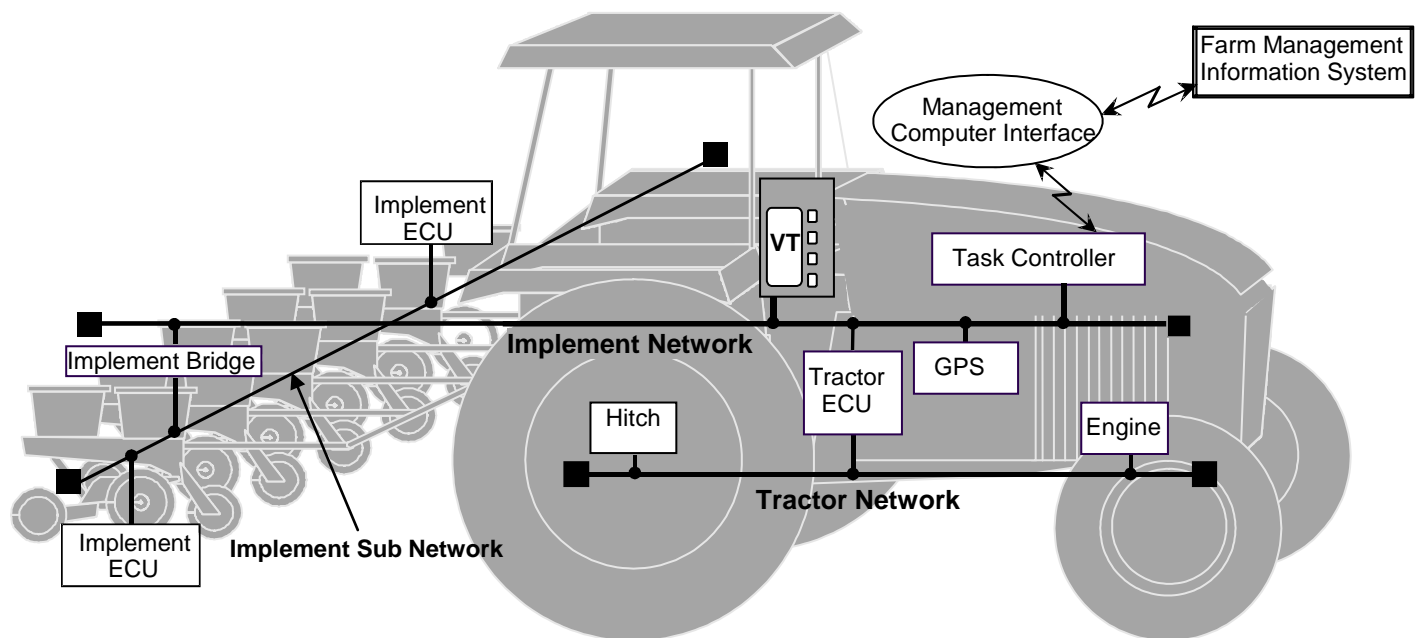 Farm Management
Information System
Management
Computer Interface
Implement
ECU
VT
Task Controller
Implement Network
Implement Bridge
GPS
Tractor
ECU
Hitch
Engine
Tractor Network
Implement Sub Network
Implement
ECU